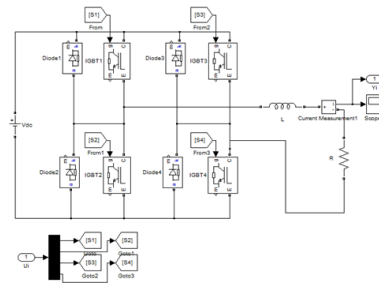 [S1]
[S3]
From
From2
Diode1
IGBT1
Diode3
IGBT3
1
Yi
Scope
L
Current Measurement1
Vdc
[S2]
[S4]
From1
From3
R
Diode2
IGBT2
Diode4
IGBT4
[S1]
[S2]
Goto
Goto1
1
Ui
[S3]
[S4]
Goto2
Goto3